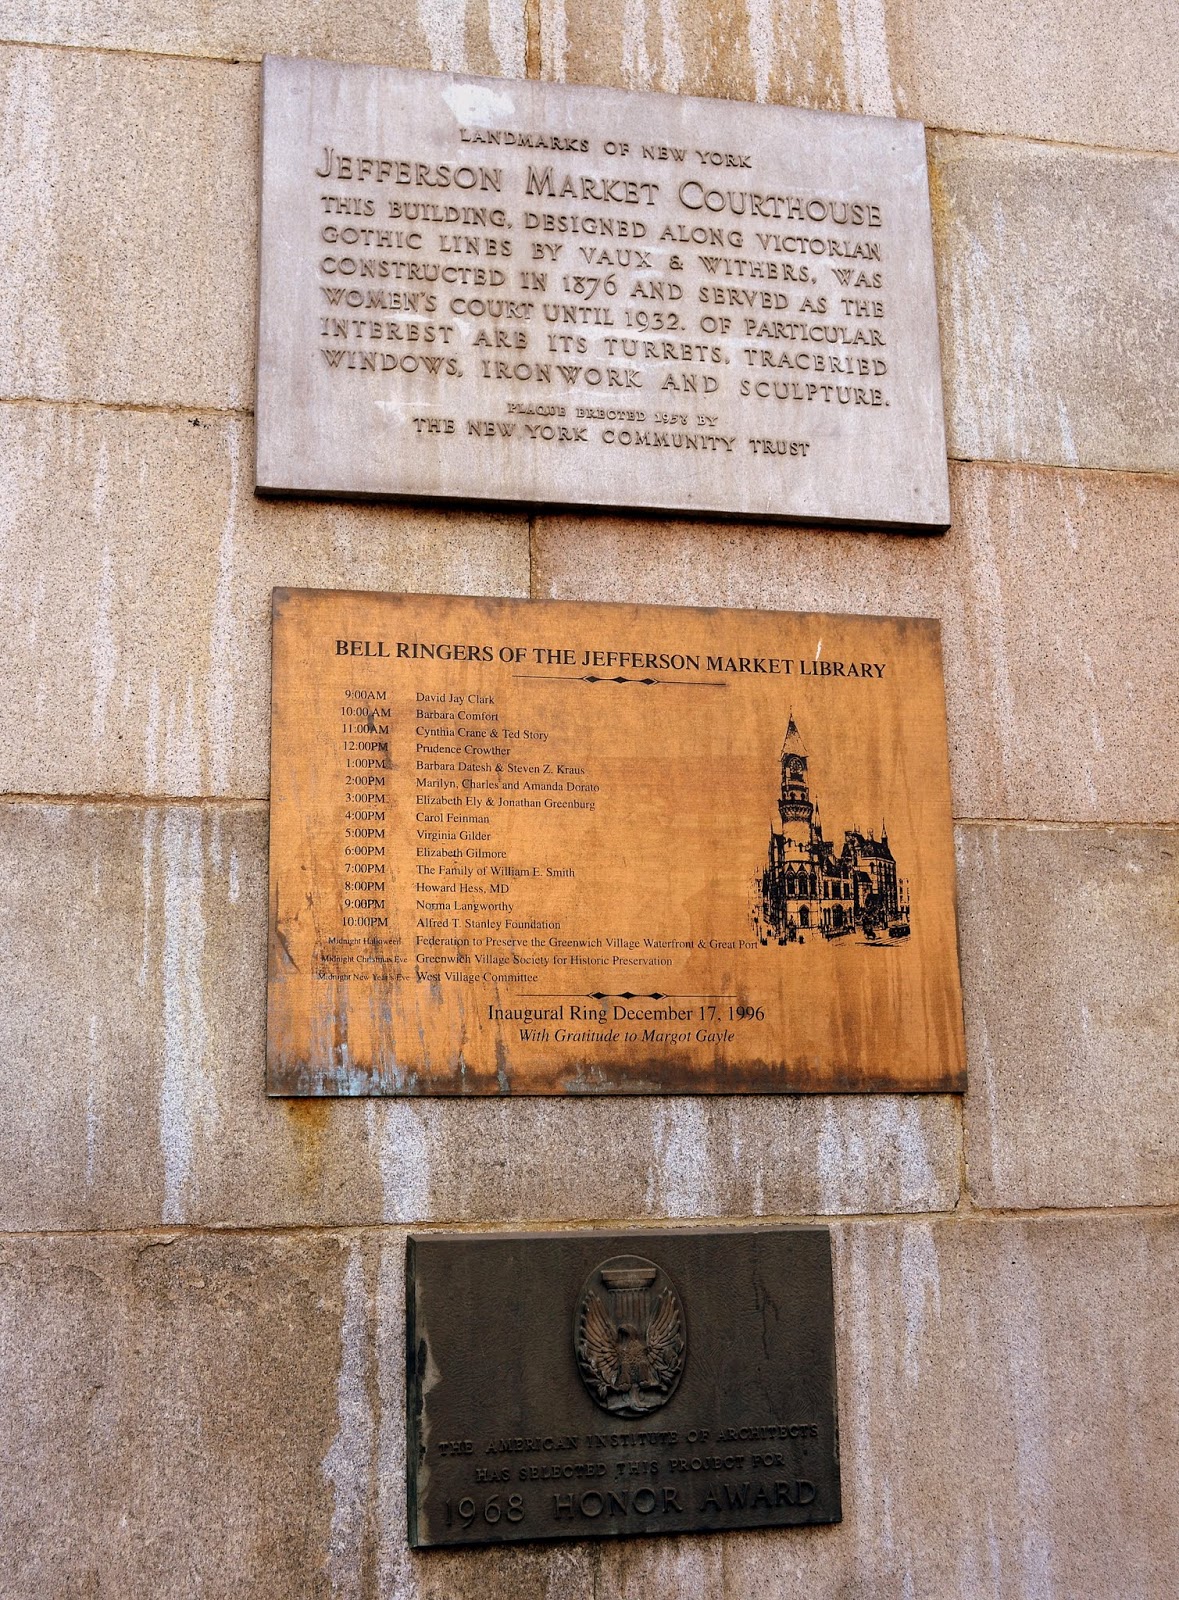 LANDMARKS OF NEW YORK
JEFFERSON MARKET COURTHOUSE
THIS BUILDING, DESIGNED ALONG VICTORIAN
GOTHIC LINES BY VAUX & WITHERS, WAS
CONSTRUCTED IN 1876 AND SERVED AS THE
WOMEN'S COURT UNTIL 1932. OF PARTICULAR
INTEREST ARE ITS TURRETS, TRACERIED
WINDOWS, IRONWORK AND SCULPTURE.
PLAQUE ERECTED 1958 BY
THE NEW YORK COMMUNITY TRUST
BELL RINGERS OF THE JEFFERSON MARKET LIBRARY
9:00AM David Jay Clark
10:00 AM Barbara Comfort
11:00AM Cynthia Crane & Ted Story
12:00PM Prudence Crowther
1:00PM Barbara Datesh & Steven Z. Kraus
2:00PM Marilyn, Charles and Amanda Dorato
3:00PM Elizabeth Ely & Jonathan Greenburg
4:00PM Carol Feinman
5:00PM Virginia Gilder
6:00PM Elizabeth Gilmore
7:00PM The Family of William E. Smith
8:00PM Howard Hess, MD
9:00PM Norma Langworthy
10:00PM Alfred T. Stanley Foundation
Midnight Halloween Federation to Preserve the Greenwich Village Waterfront & Great Port
Midnight Christmas Eve Greenwich Village Society for Historic Preservation
Midnight New Year's Eve West Village Committee
Inaugural Ring December 17, 1996
With Gratitude to Margot Gayle
THE AMERICAN INSTITUTE OF ARCHITECTS
HAS SELECTED THIS PROJECT FOR
1968 HONOR AWARD